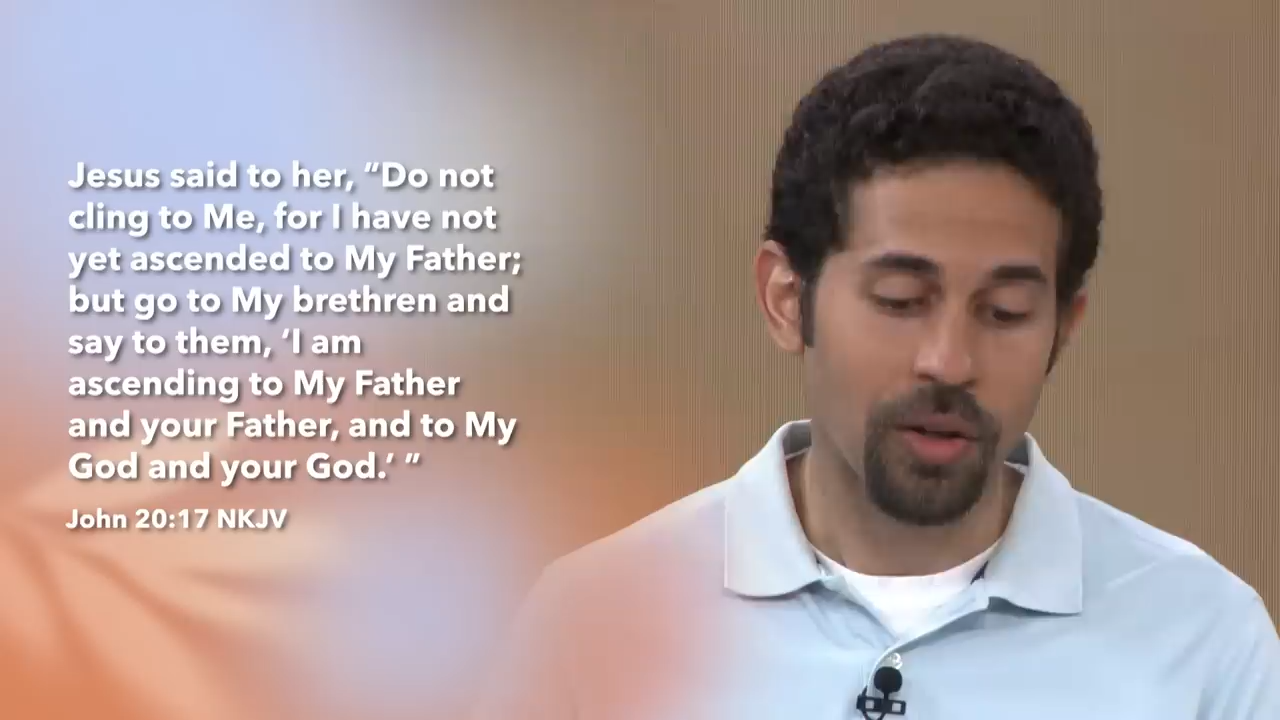 Jesus said to her, “Do not
cling to Me, for I have not
yet ascended to My Father;
but go to My brethren and
say to them, ‘I am
ascending to My Father
and your Father, and to My
God and your God.’ ”
John 20:17 NKJV